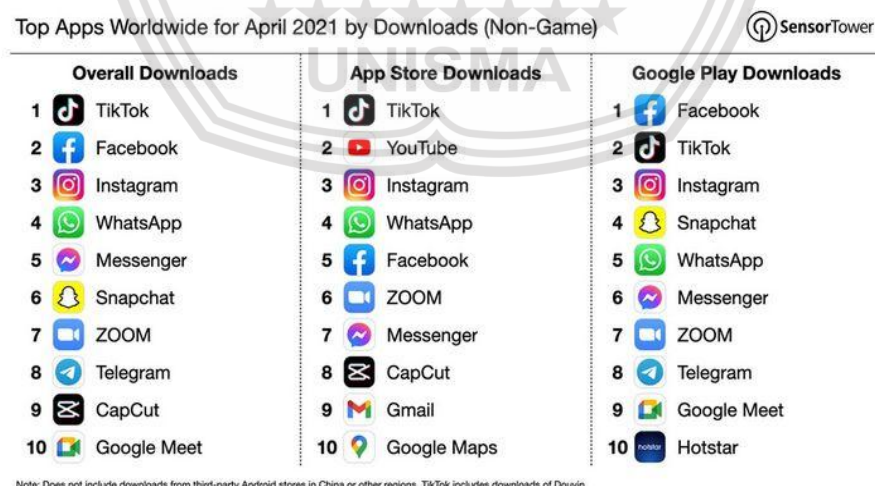 Top Apps Worldwide for April 2021 by Downloads (Non-Game)
SensorTower
UNISMA
Overall Downloads
1 TikTok
2 Facebook
3 Instagram
4 WhatsApp
5 Messenger
6 Snapchat
7 ZOOM
8 Telegram
9 CapCut
10 Google Meet
App Store Downloads
1 TikTok
2 YouTube
3 Instagram
4 WhatsApp
5 Facebook
6 ZOOM
7 Messenger
8 CapCut
9 Gmail
10 Google Maps
Google Play Downloads
1 Facebook
2 TikTok
3 Instagram
4 Snapchat
5 WhatsApp
6 Messenger
7 ZOOM
8 Telegram
9 Google Meet
10 hotstar Hotstar
Note: Does not include downloads from third-party Android stores in China or other regions. TikTok includes downloads of Douyin.